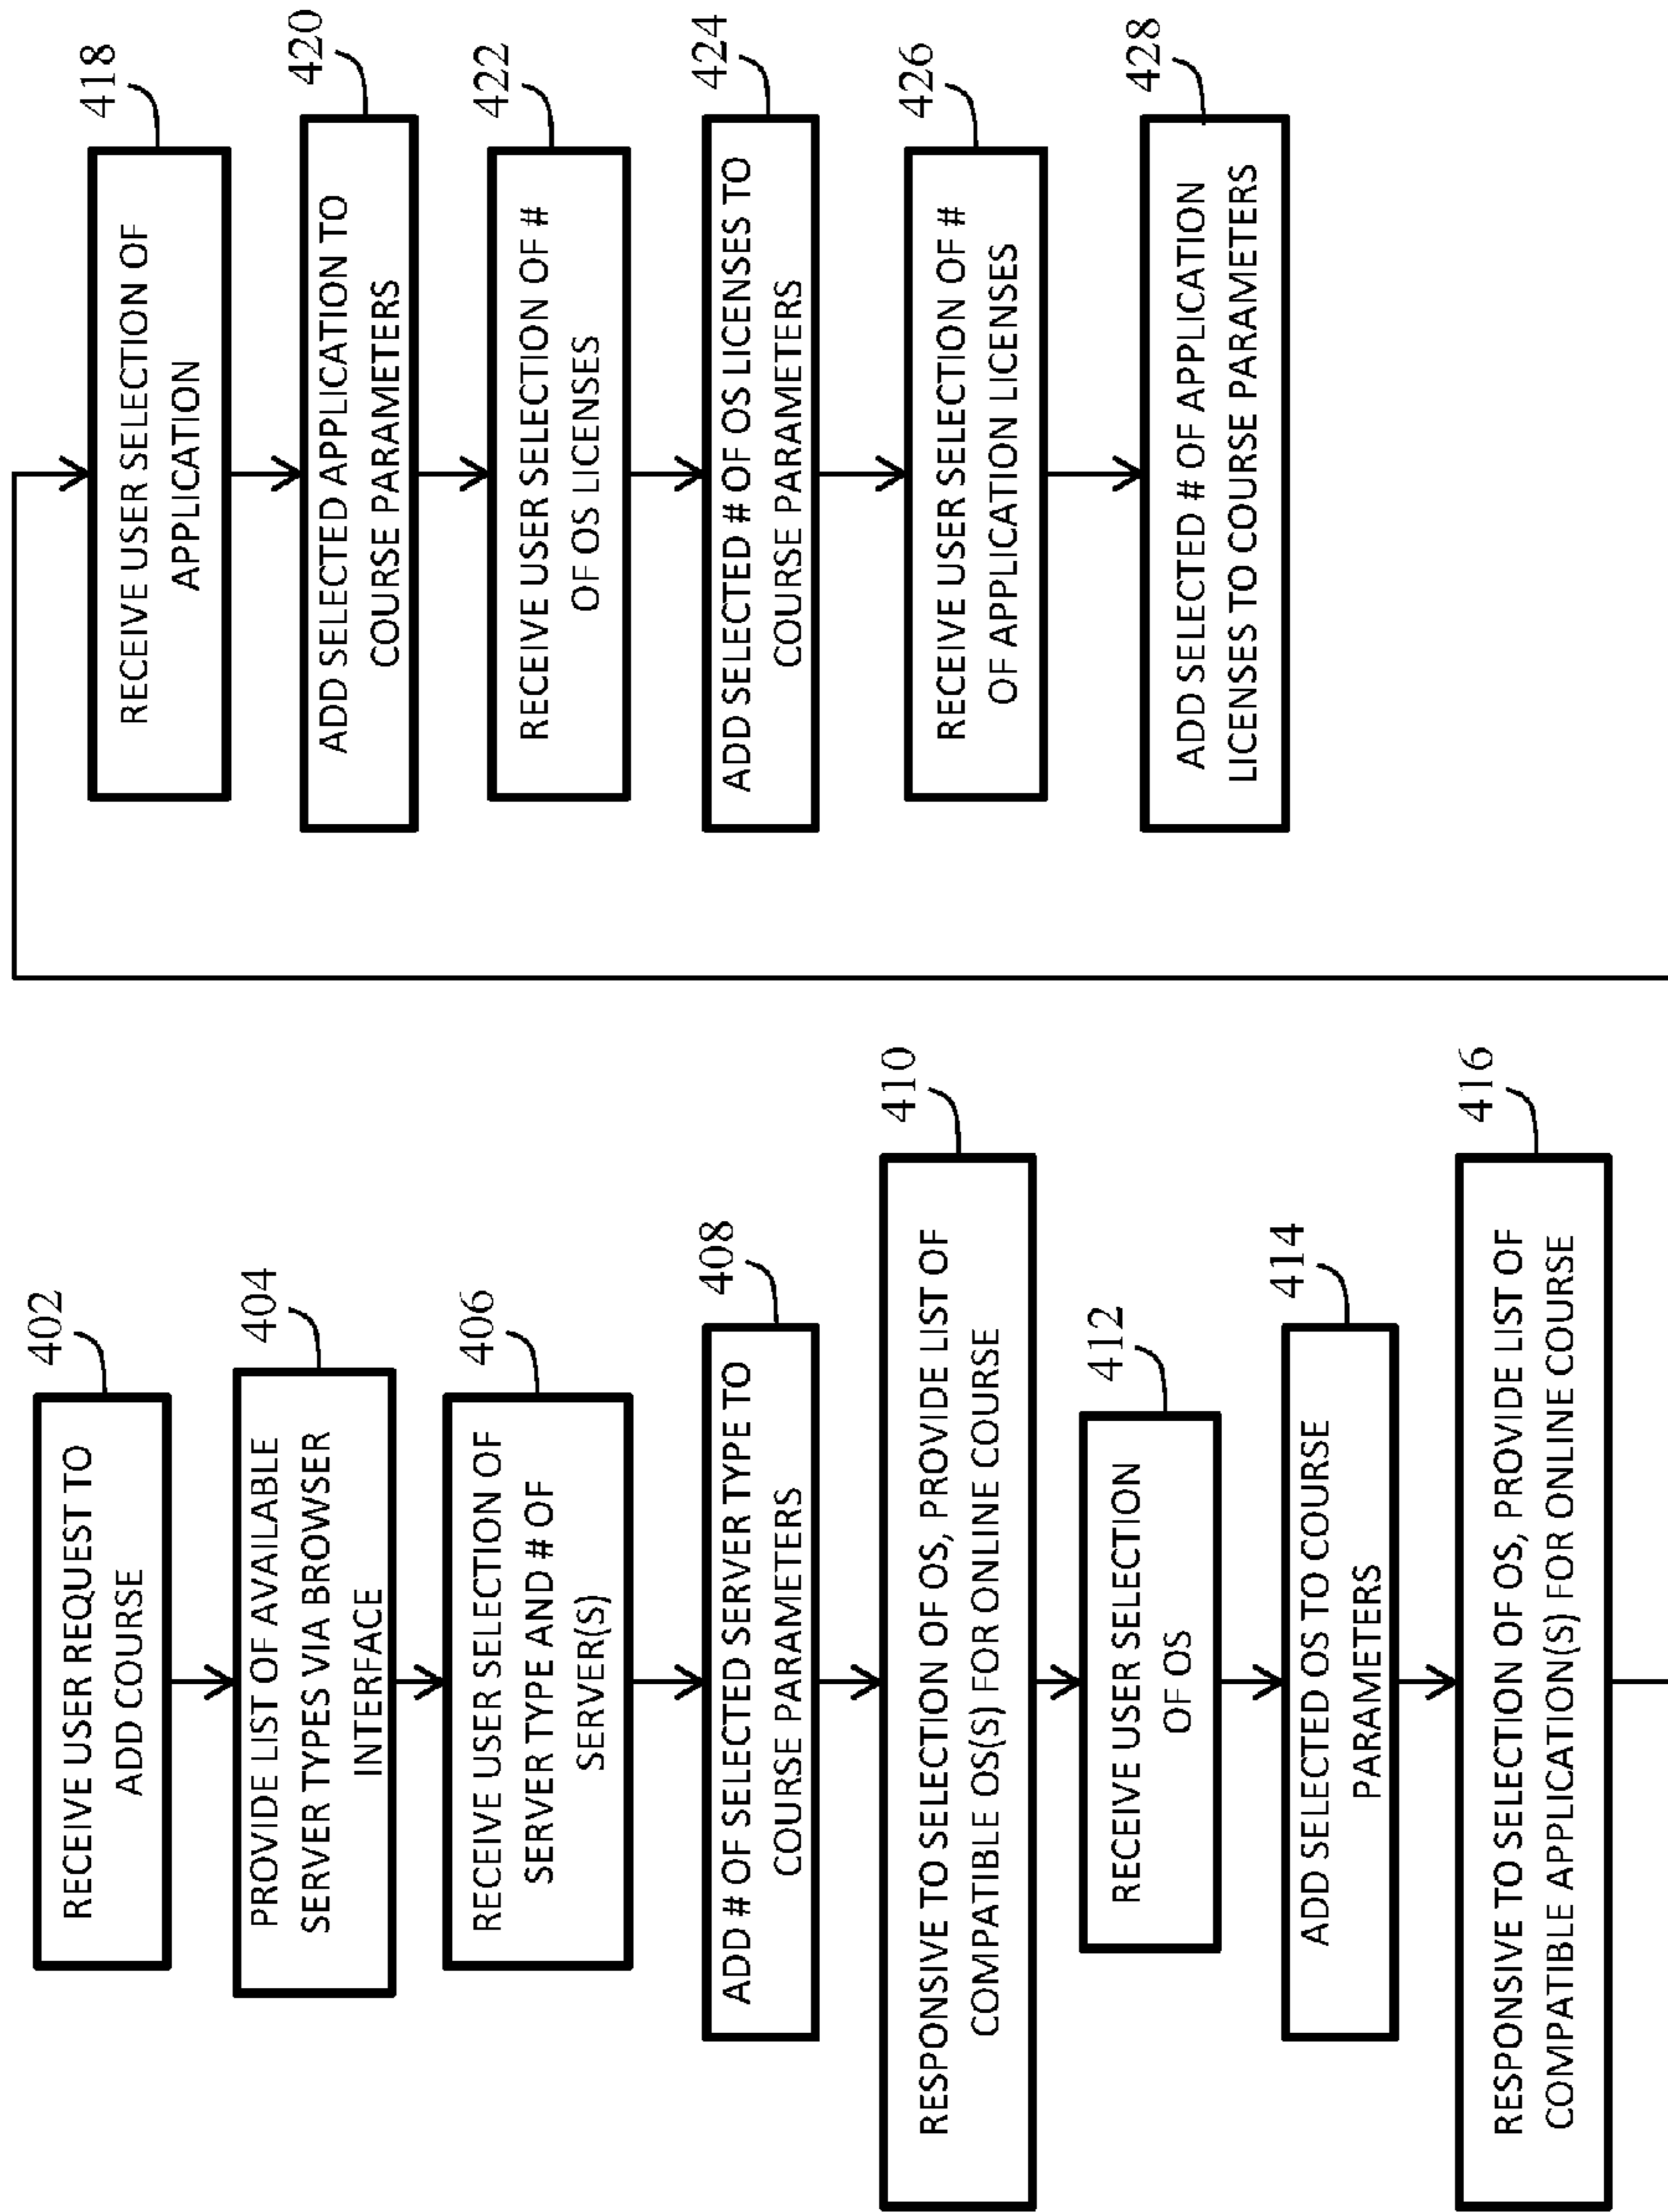 402
RECEIVE USER REQUEST TO
ADD COURSE
404
PROVIDE LIST OF AVAILABLE
SERVER TYPES VIA BROWSER
INTERFACE
406
RECEIVE USER SELECTION OF
SERVER TYPE AND # OF
SERVER(S)
408
ADD # OF SELECTED SERVER TYPE TO
COURSE PARAMETERS
410
RESPONSIVE TO SELECTION OF OS, PROVIDE LIST OF
COMPATIBLE OS(S) FOR ONLINE COURSE
412
RECEIVE USER SELECTION
OF OS
414
ADD SELECTED OS TO COURSE
PARAMETERS
416
RESPONSIVE TO SELECTION OF OS, PROVIDE LIST OF
COMPATIBLE APPLICATION(S) FOR ONLINE COURSE
418
RECEIVE USER SELECTION OF
APPLICATION
420
ADD SELECTED APPLICATION TO
COURSE PARAMETERS
422
RECEIVE USER SELECTION OF #
OF OS LICENSES
424
ADD SELECTED # OF OS LICENSES TO
COURSE PARAMETERS
426
RECEIVE USER SELECTION OF #
OF APPLICATION LICENSES
428
ADD SELECTED # OF APPLICATION
LICENSES TO COURSE PARAMETERS